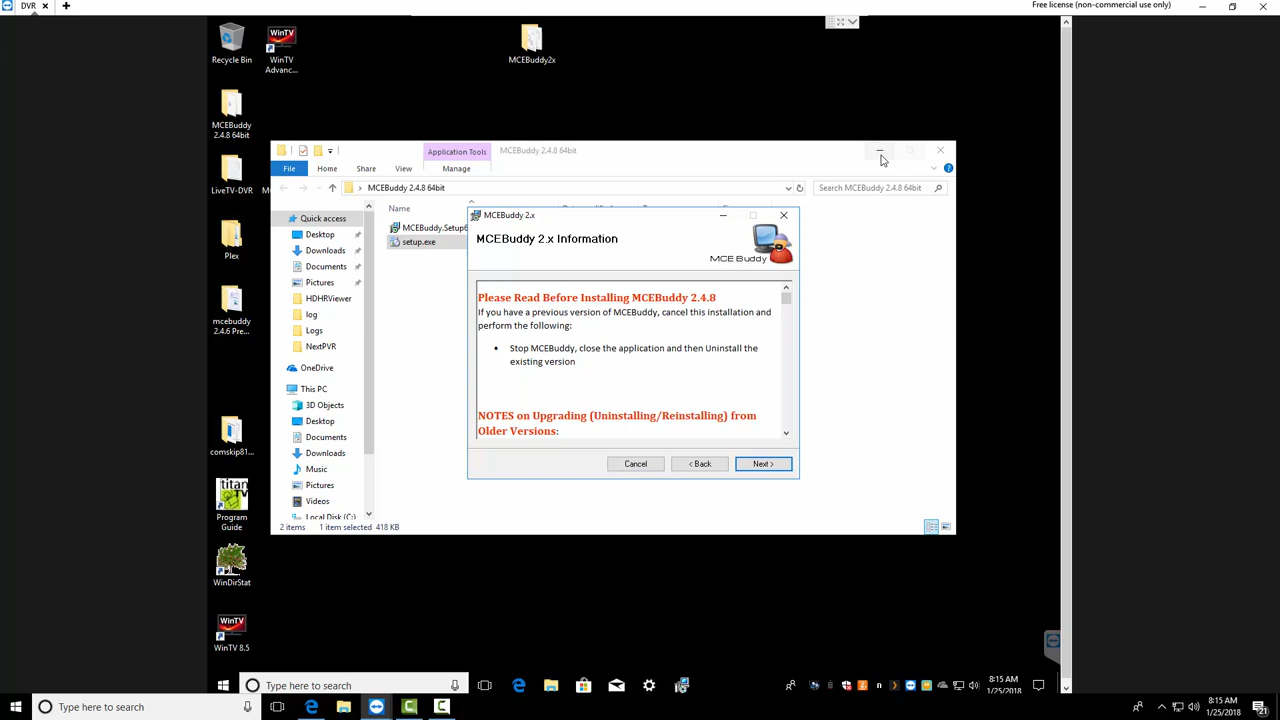 DVR
Free license (non-commercial use only)
Recycle Bin
WinTV
Advanc...
MCEBuddy2x
MCEBuddy
2.4.8 64bit
LiveTV-DVR
Plex
mcebuddy
2.4.6 Pre...
comskip81...
titan
TV
Program
Guide
WinDirStat
WinTV
WinTV 8.5
Application Tools
MCEBuddy 2.4.8 64bit
File
Home
Share
View
Manage
MCEBuddy 2.4.8 64bit
Search MCEBuddy 2.4.8 64bit
Quick access
Desktop
Downloads
Documents
Pictures
HDHRViewer
log
Logs
NextPVR
OneDrive
This PC
3D Objects
Desktop
Documents
Downloads
Music
Pictures
Videos
Local Disk (C:)
Name
MCEBuddy.Setup6
setup.exe
2 items
1 item selected 418 KB
MCEBuddy 2.x
MCEBuddy 2.x Information
MCE Buddy
Please Read Before Installing MCEBuddy 2.4.8
If you have a previous version of MCEBuddy, cancel this installation and
perform the following:
• Stop MCEBuddy, close the application and then Uninstall the
existing version
NOTES on Upgrading (Uninstalling/Reinstalling) from
Older Versions:
Cancel
< Back
Next >
Type here to search
8:15 AM
1/25/2018
Type here to search
8:15 AM
1/25/2018
21